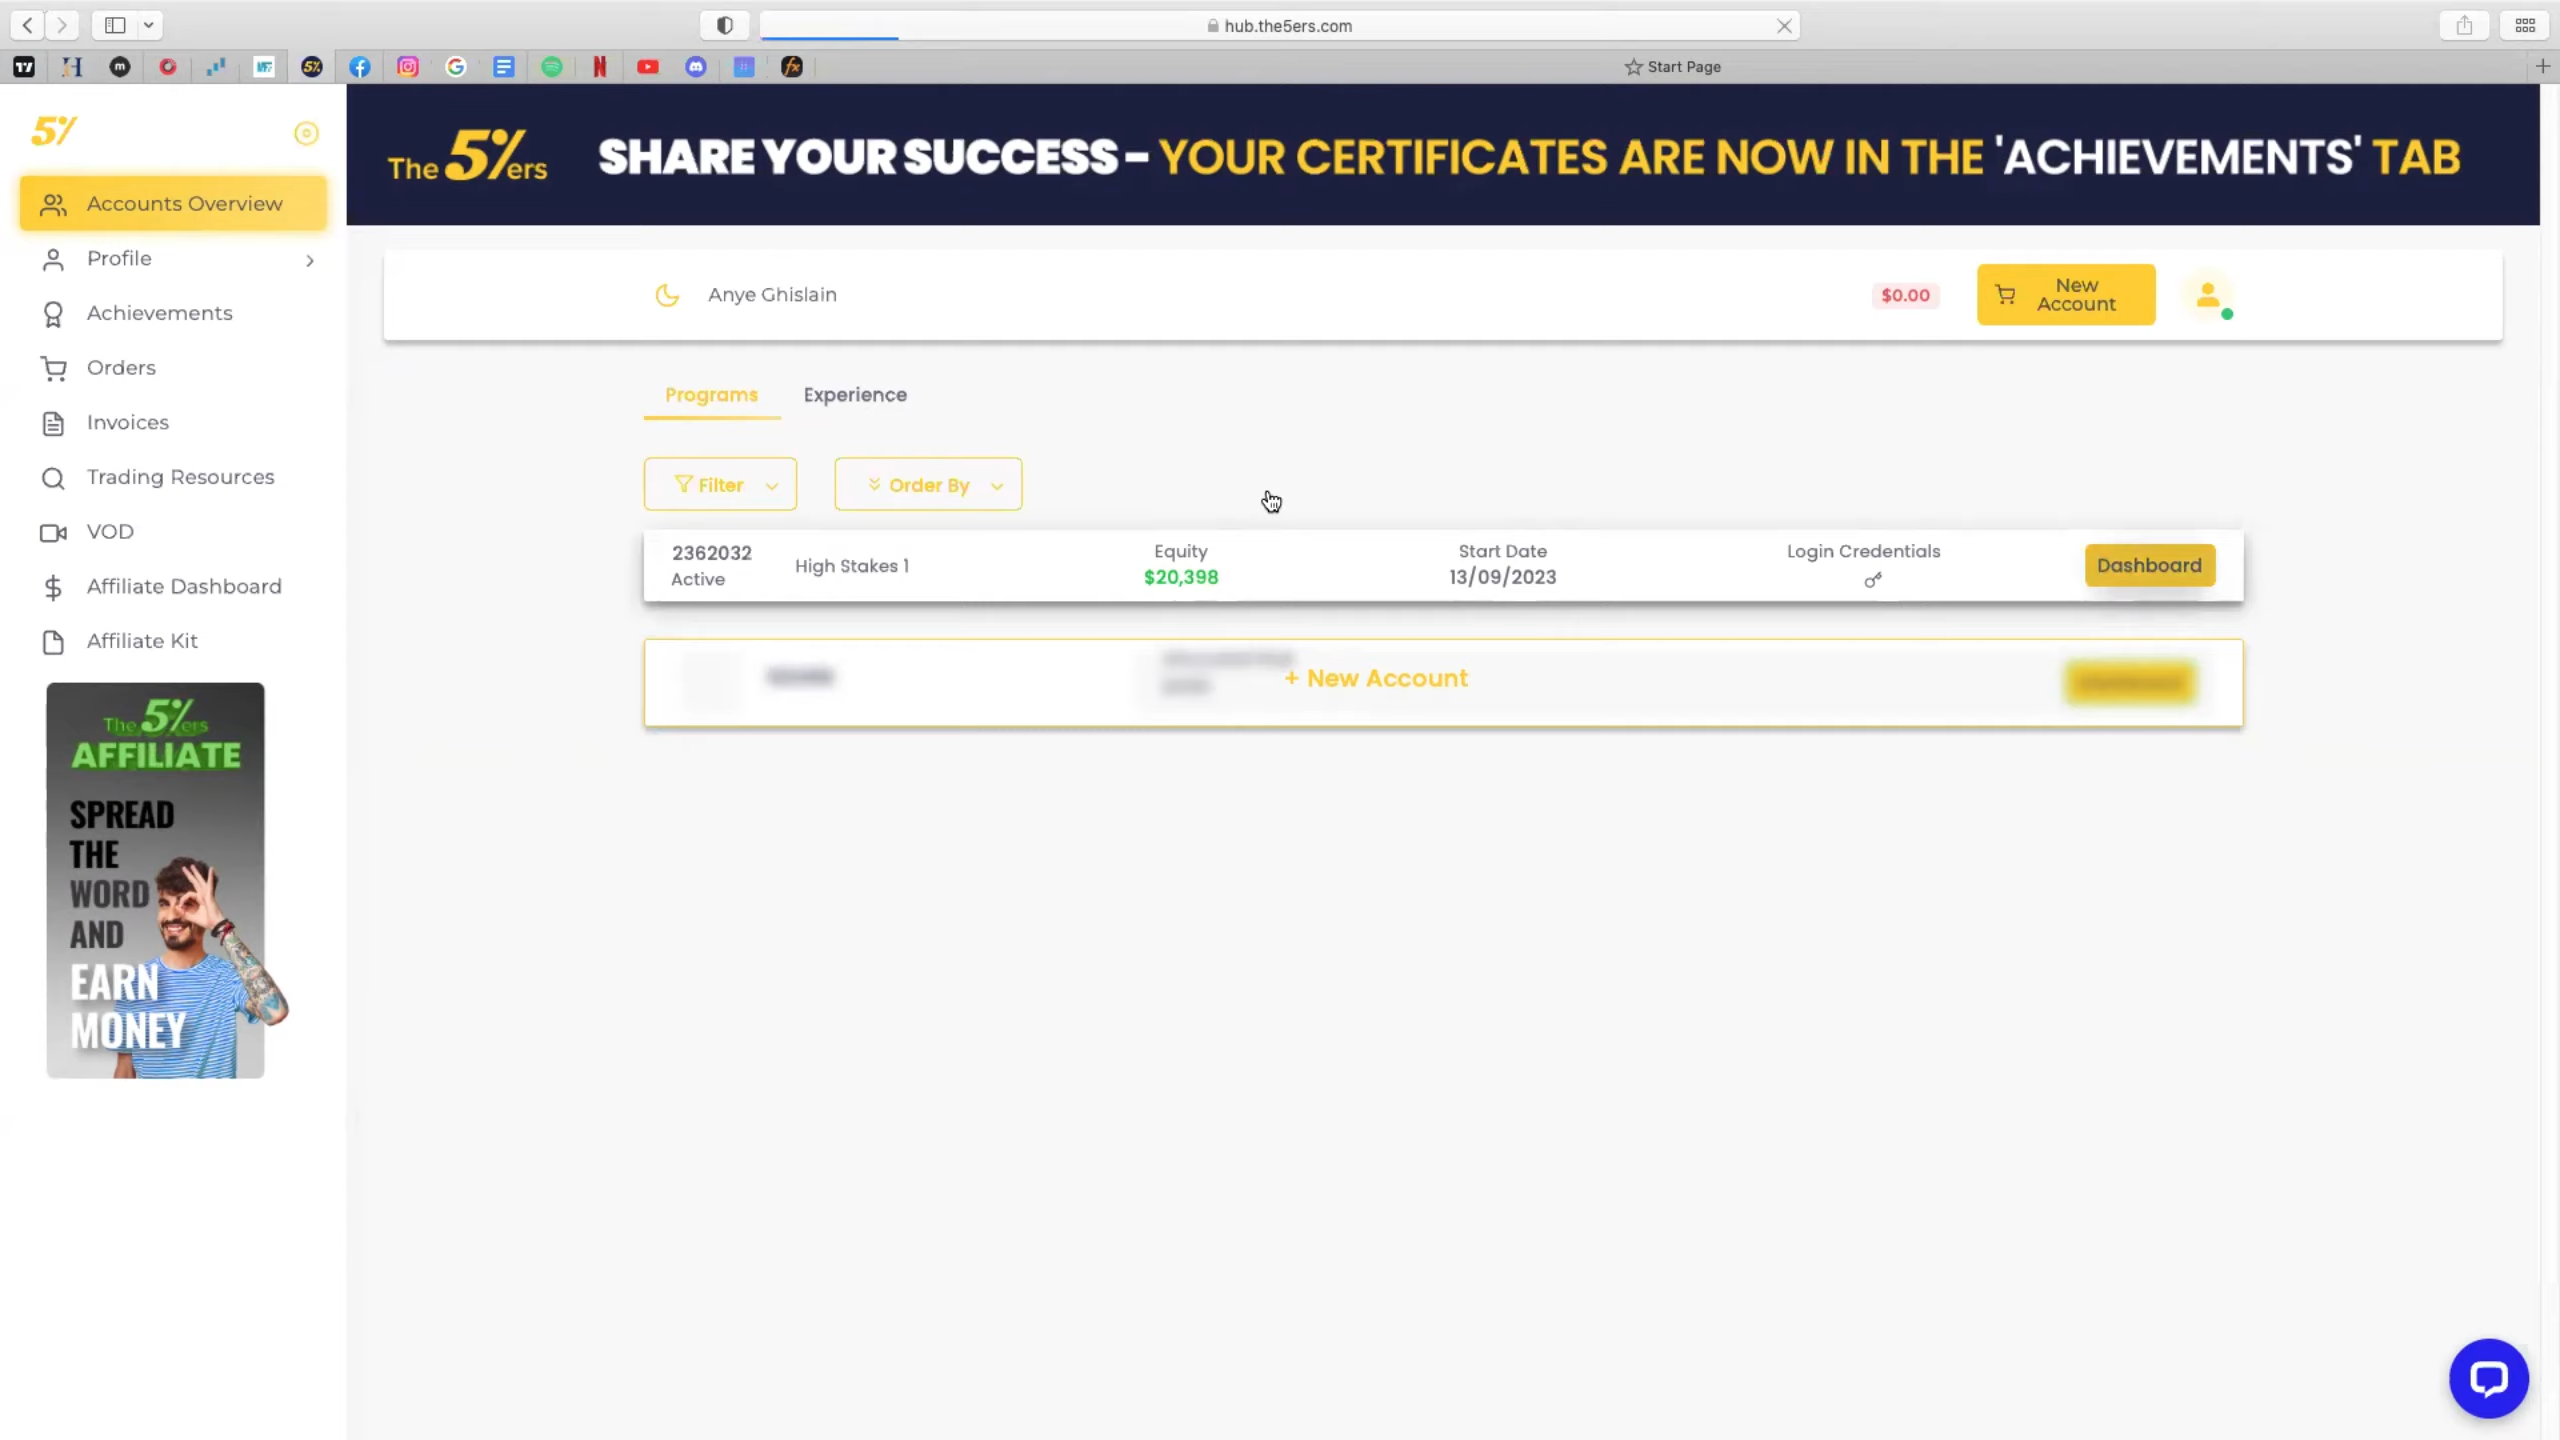 hub.the5ers.com
Start Page
5%
Accounts Overview
Profile
Achievements
Orders
Invoices
Trading Resources
VOD
Affiliate Dashboard
Affiliate Kit
The 5%ers
AFFILIATE
SPREAD
THE
WORD
AND
EARN
MONEY
The 5%ers SHARE YOUR SUCCESS - YOUR CERTIFICATES ARE NOW IN THE 'ACHIEVEMENTS' TAB
Anye Ghislain
$0.00
New
Account
Programs Experience
Filter Order By
2362032
Active
High Stakes 1
Equity
$20,398
Start Date
13/09/2023
Login Credentials
Dashboard
+ New Account